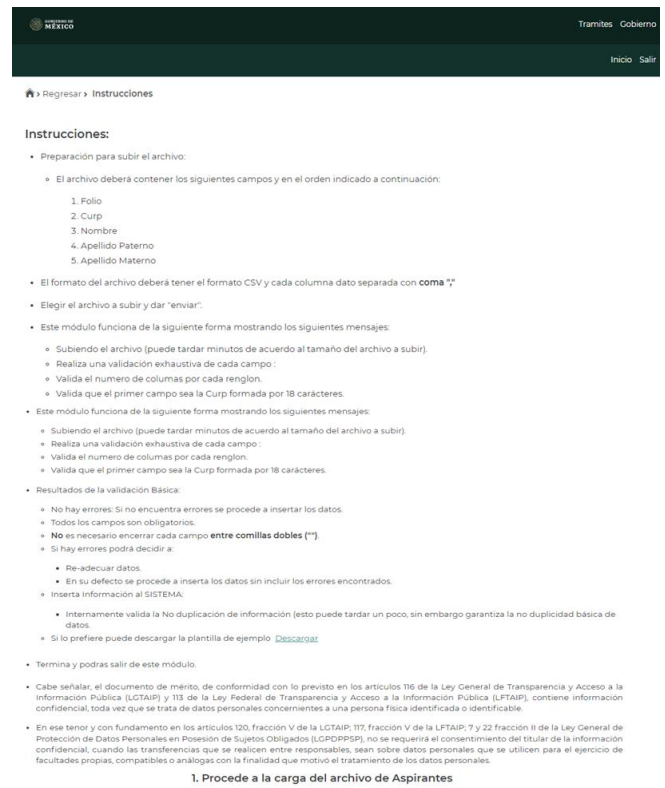 GOBIERNO DE
MÉXICO
Tramites Gobierno
Inicio Salir
> Regresar > Instrucciones
Instrucciones:
• Preparación para subir el archivo:
◦ El archivo deberá contener los siguientes campos y en el orden indicado a continuación:
1. Folio
2. Curp
3. Nombre
4. Apellido Paterno
5. Apellido Materno
• El formato del archivo deberá tener el formato CSV y cada columna dato separada con coma ","
• Elegir el archivo a subir y dar "enviar".
• Este módulo funciona de la siguiente forma mostrando los siguientes mensajes:
◦ Subiendo el archivo (puede tardar minutos de acuerdo al tamaño del archivo a subir).
◦ Realiza una validación exhaustiva de cada campo :
◦ Valida el numero de columas por cada renglon.
◦ Valida que el primer campo sea la Curp formada por 18 carácteres.
• Este módulo funciona de la siguiente forma mostrando los siguientes mensajes:
◦ Subiendo el archivo (puede tardar minutos de acuerdo al tamaño del archivo a subir).
◦ Realiza una validación exhaustiva de cada campo :
◦ Valida el numero de columas por cada renglon.
◦ Valida que el primer campo sea la Curp formada por 18 carácteres.
• Resultados de la validación Básica:
◦ No hay errores: Si no encuentra errores se procede a insertar los datos.
◦ Todos los campos son obligatorios.
◦ No es necesario encerrar cada campo entre comillas dobles ("").
◦ Si hay errores podrá decidir a:
▪ Re-adecuar datos.
▪ En su defecto se procede a inserta los datos sin incluir los errores encontrados.
◦ Inserta Información al SISTEMA:
▪ Internamente valida la No duplicación de información (esto puede tardar un poco, sin embargo garantiza la no duplicidad básica de
datos.
◦ Si lo prefiere puede descargar la plantilla de ejemplo Descargar
• Termina y podras salir de este módulo.
• Cabe señalar, el documento de mérito, de conformidad con lo previsto en los artículos 116 de la Ley General de Transparencia y Acceso a la
Información Pública (LGTAIP) y 113 de la Ley Federal de Transparencia y Acceso a la Información Pública (LFTAIP), contiene información
confidencial, toda vez que se trata de datos personales concernientes a una persona física identificada o identificable.
• En ese tenor y con fundamento en los artículos 120, fracción V de la LGTAIP; 117, fracción V de la LFTAIP; 7 y 22 fracción II de la Ley General de
Protección de Datos Personales en Posesión de Sujetos Obligados (LGPDPPSP), no se requerirá el consentimiento del titular de la información
confidencial, cuando las transferencias que se realicen entre responsables, sean sobre datos personales que se utilicen para el ejercicio de
facultades propias, compatibles o análogas con la finalidad que motivó el tratamiento de los datos personales.
1. Procede a la carga del archivo de Aspirantes